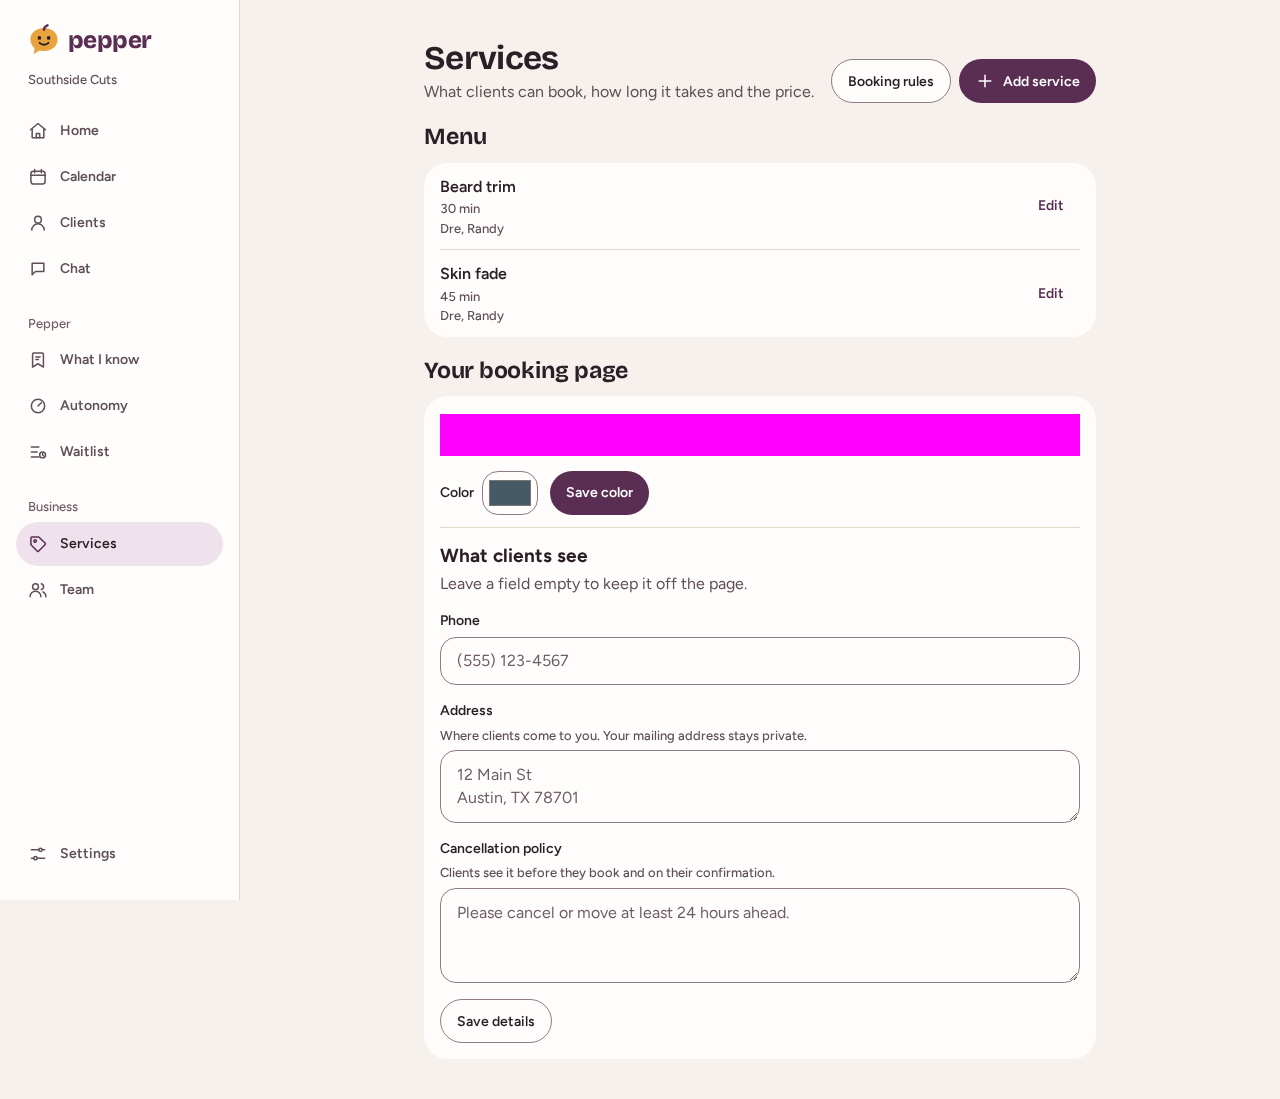 pepper
Southside Cuts
Home
Calendar
Clients
Chat
Pepper
What I know
Autonomy
Waitlist
Business
Services
Team
Settings
Services
What clients can book, how long it takes and the price.
Booking rules
Add service
Menu
Beard trim
30 min
Dre, Randy
Edit
Skin fade
45 min
Dre, Randy
Edit
Your booking page
Color
Save color
What clients see
Leave a field empty to keep it off the page.
Phone
(555) 123-4567
Address
Where clients come to you. Your mailing address stays private.
12 Main St
Austin, TX 78701
Cancellation policy
Clients see it before they book and on their confirmation.
Please cancel or move at least 24 hours ahead.
Save details